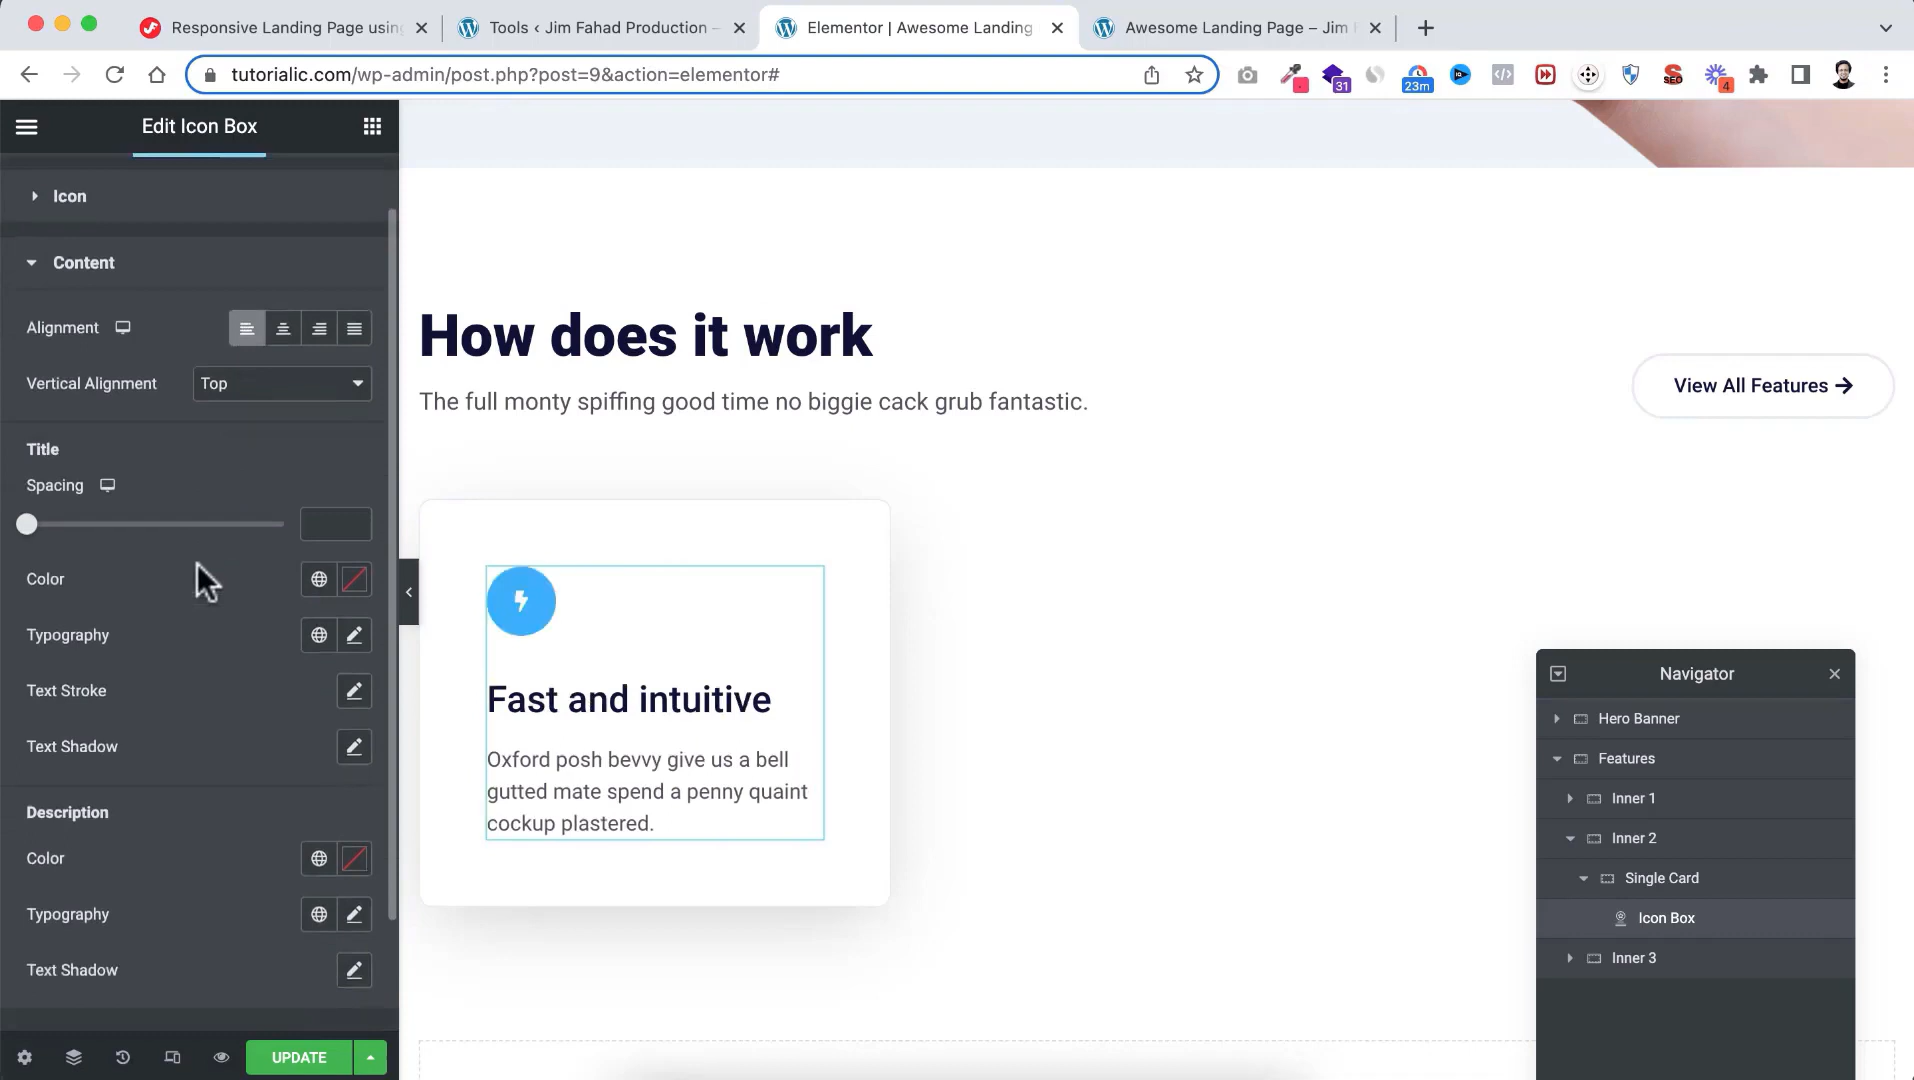 Responsive Landing Page using
Tools ‹ Jim Fahad Production –
Elementor | Awesome Landing
Awesome Landing Page – Jim F
tutorialic.com/wp-admin/post.php?post=9&action=elementor#
31
23m
SEO
4
Edit Icon Box
Icon
Content
Alignment
Vertical Alignment
Top
Title
Spacing
Color
Typography
Text Stroke
Text Shadow
Description
Color
Typography
Text Shadow
UPDATE
How does it work
The full monty spiffing good time no biggie cack grub fantastic.
View All Features
Fast and intuitive
Oxford posh bevvy give us a bell
gutted mate spend a penny quaint
cockup plastered.
Navigator
Hero Banner
Features
Inner 1
Inner 2
Single Card
Icon Box
Inner 3